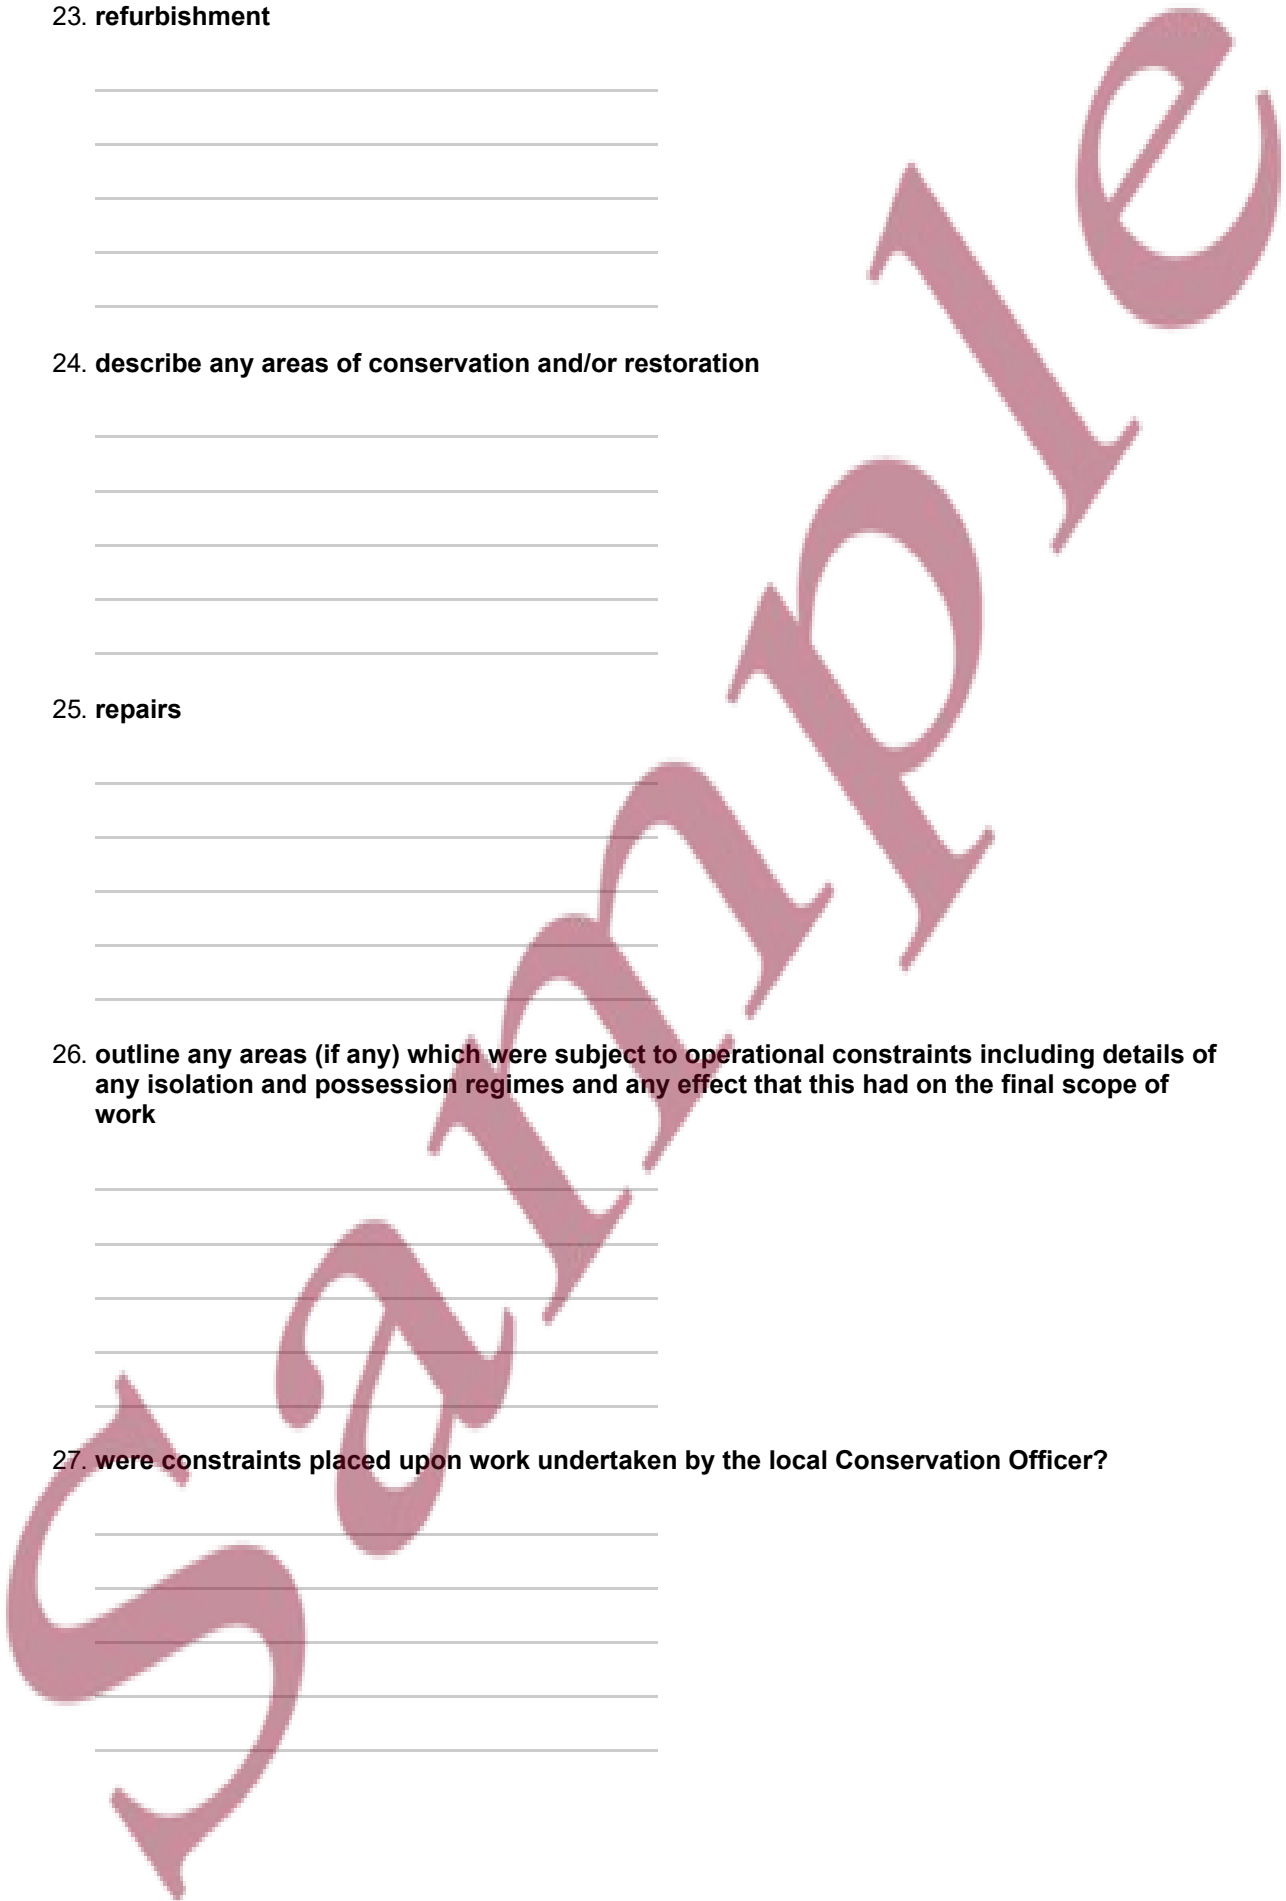 23. refurbishment
24. describe any areas of conservation and/or restoration
25. repairs
26. outline any areas (if any) which were subject to operational constraints including details of
any isolation and possession regimes and any effect that this had on the final scope of
work
27. were constraints placed upon work undertaken by the local Conservation Officer?
Sample